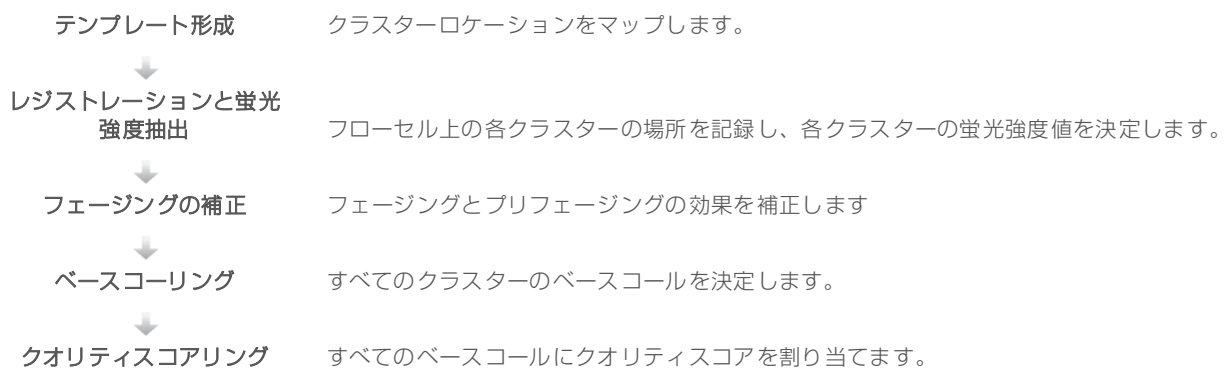 テンプレート形成
クラスターロケーションをマップします。
レジストレーションと蛍光
強度抽出
フローセル上の各クラスターの場所を記録し、各クラスターの蛍光強度値を決定します。
フェージングの補正
フェージングとプリフェージングの効果を補正します
ベースコーリング
すべてのクラスターのベースコールを決定します。
クオリティスコアリング
すべてのベースコールにクオリティスコアを割り当てます。